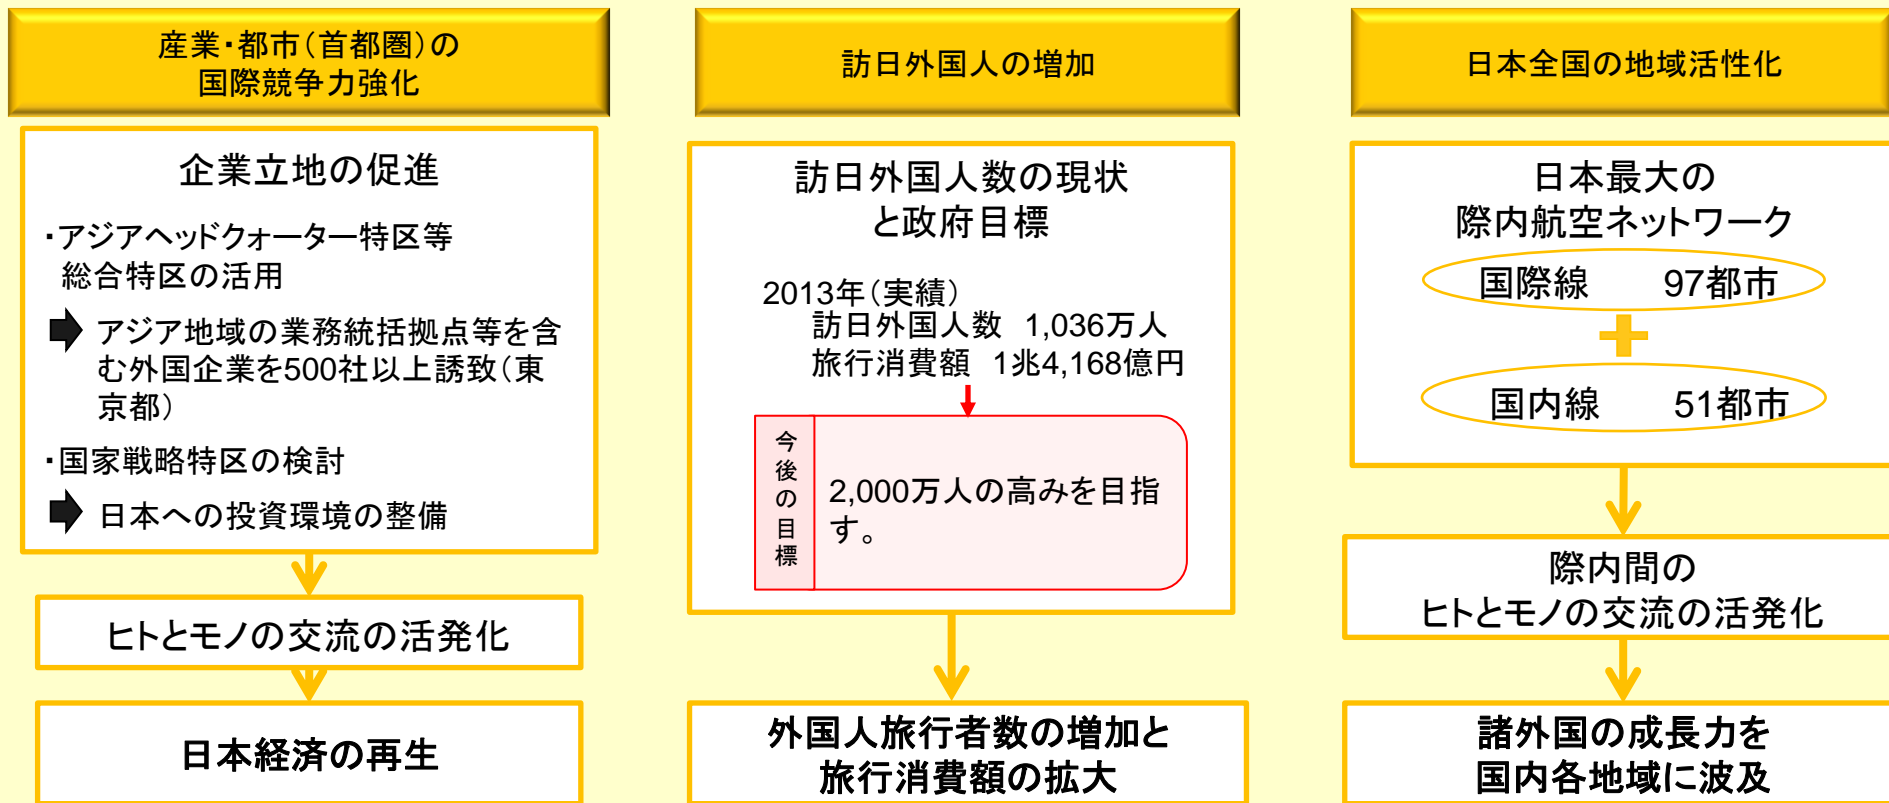 産業・都市（首都圏）の
国際競争力強化
企業立地の促進
・アジアヘッドクォーター特区等
総合特区の活用
アジア地域の業務統括拠点等を含
む外国企業を500社以上誘致（東
京都）
・国家戦略特区の検討
日本への投資環境の整備
ヒトとモノの交流の活発化
日本経済の再生
訪日外国人の増加
訪日外国人数の現状
と政府目標
2013年（実績）
訪日外国人数 1,036万人
旅行消費額 1兆4,168億円
今後の目標
2,000万人の高みを目指
す。
外国人旅行者数の増加と
旅行消費額の拡大
日本全国の地域活性化
日本最大の
際内航空ネットワーク
国際線 97都市
国内線 51都市
際内間の
ヒトとモノの交流の活発化
諸外国の成長力を
国内各地域に波及